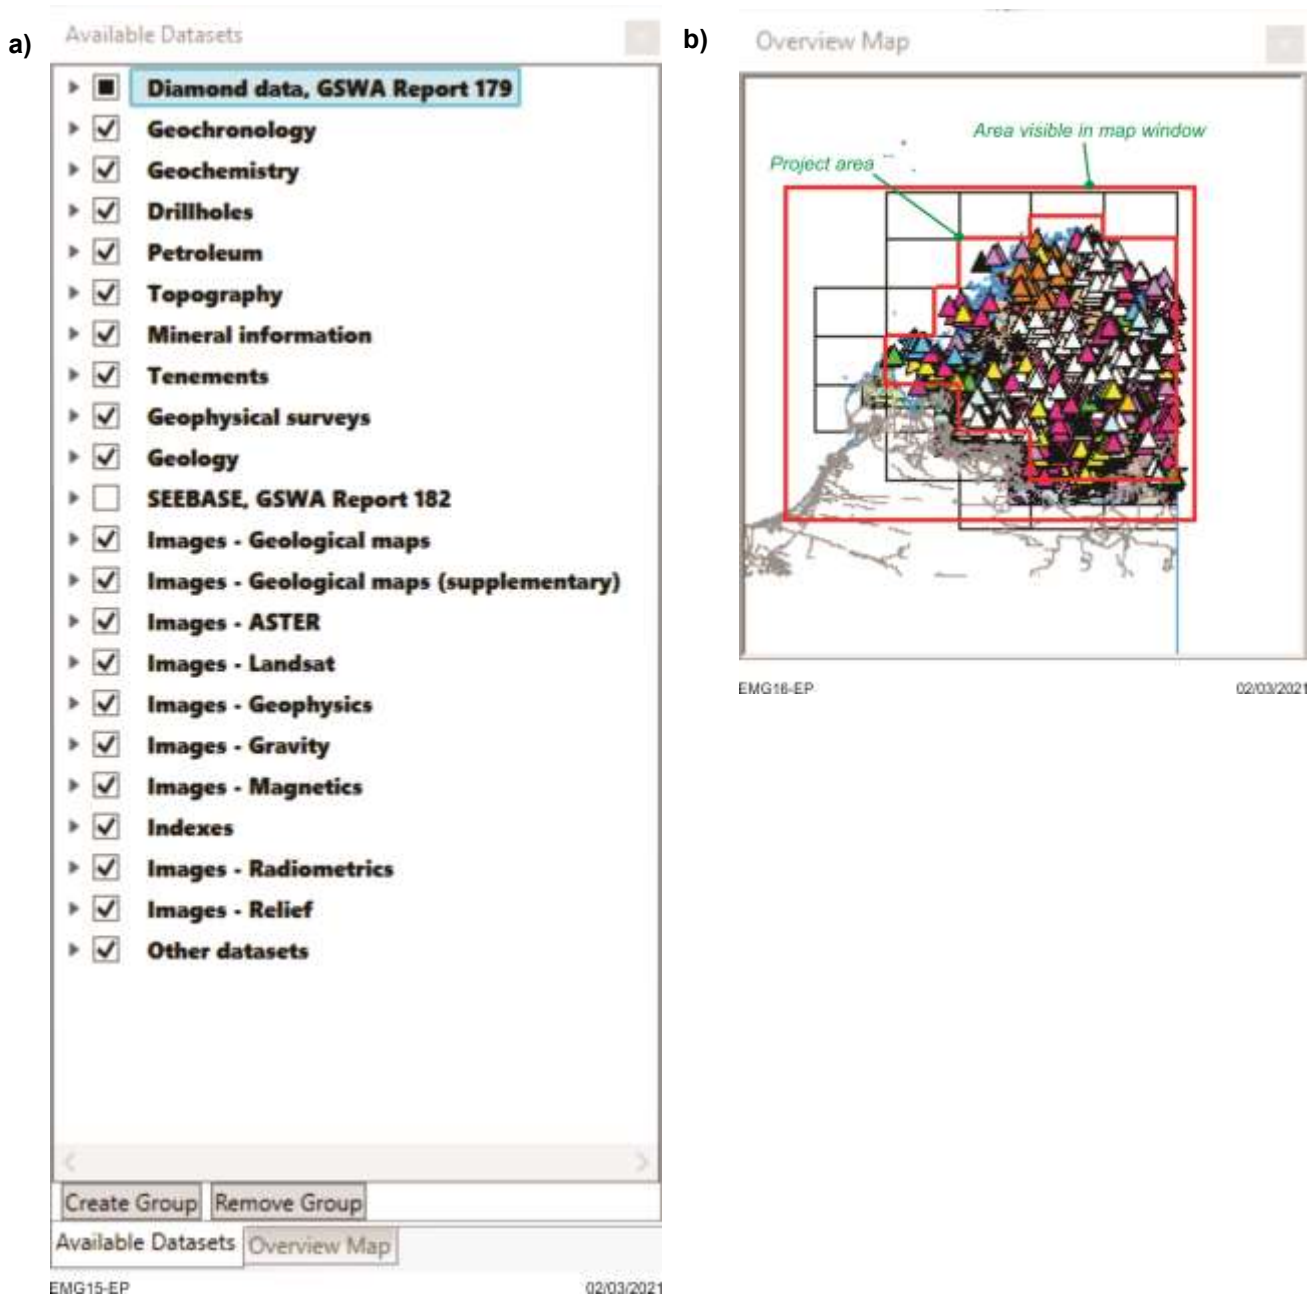 a)
Available Datasets
Diamond data, GSWA Report 179
Geochronology
Geochemistry
Drillholes
Petroleum
Topography
Mineral information
Tenements
Geophysical surveys
Geology
SEEBASE, GSWA Report 182
Images - Geological maps
Images - Geological maps (supplementary)
Images - ASTER
Images - Landsat
Images - Geophysics
Images - Gravity
Images - Magnetics
Indexes
Images - Radiometrics
Images - Relief
Other datasets
Create Group Remove Group
Available Datasets Overview Map
EMG15-EP 02/03/2021
b)
Overview Map
Area visible in map window
Project area
EMG16-EP 02/03/2021